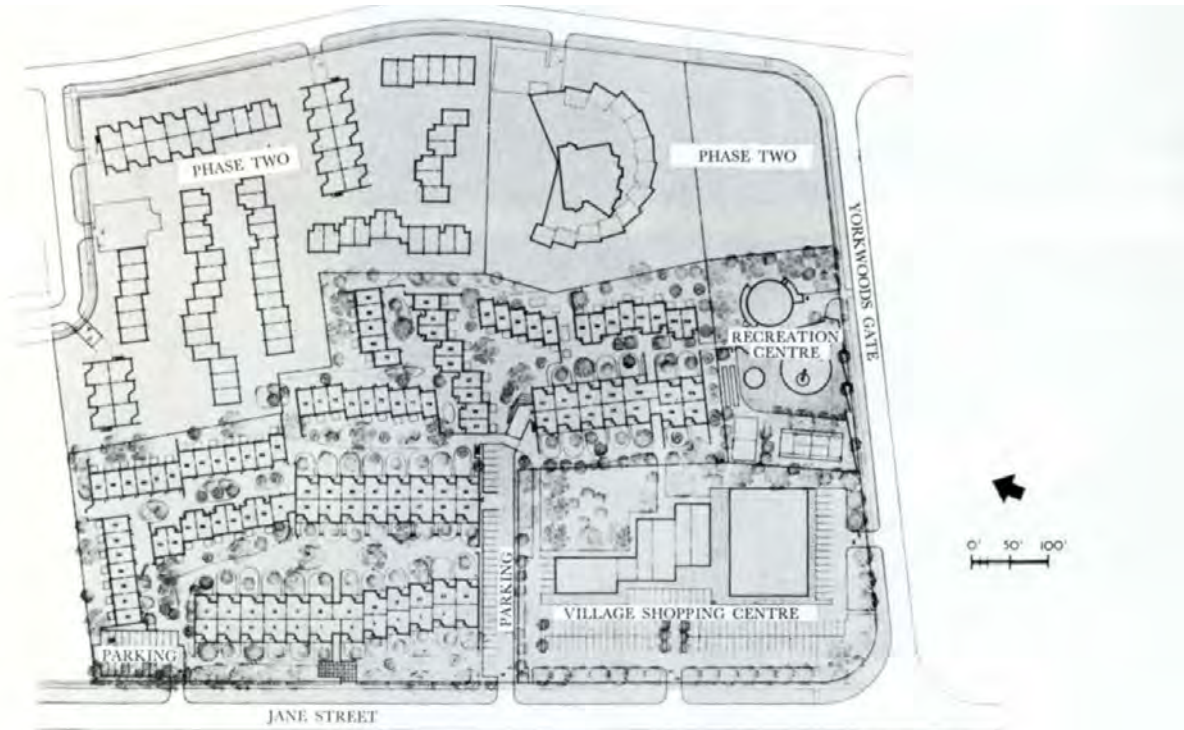 PHASE TWO
PHASE TWO
YORKWOODS GATE
RECREATION
CENTRE
0' 50' 100'
PARKING
VILLAGE SHOPPING CENTRE
PARKING
JANE STREET